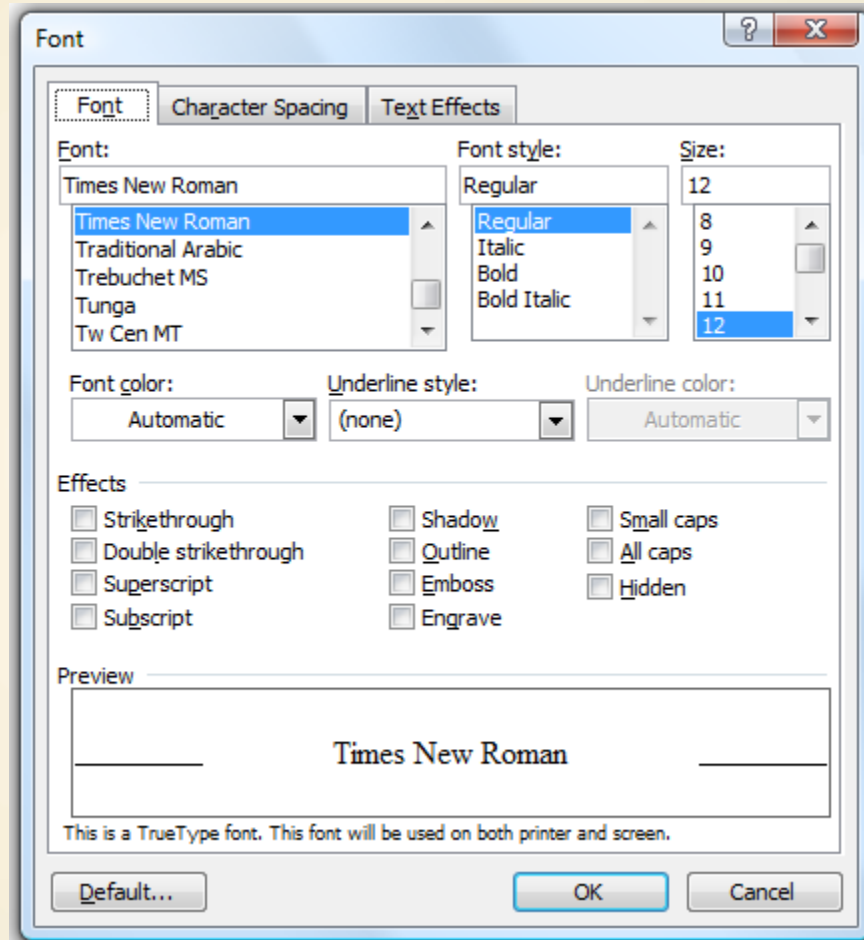 Font
Font Character Spacing Text Effects
Font: Font style: Size:
Times New Roman Regular 12
Times New Roman Regular 8
Traditional Arabic Italic 9
Trebuchet MS Bold 10
Tunga Bold Italic 11
Tw Cen MT 12
Font color: Underline style: Underline color:
Automatic (none) Automatic
Effects
Strikethrough Shadow Small caps
Double strikethrough Outline All caps
Superscript Emboss Hidden
Subscript Engrave
Preview
Times New Roman
This is a TrueType font. This font will be used on both printer and screen.
Default... OK Cancel